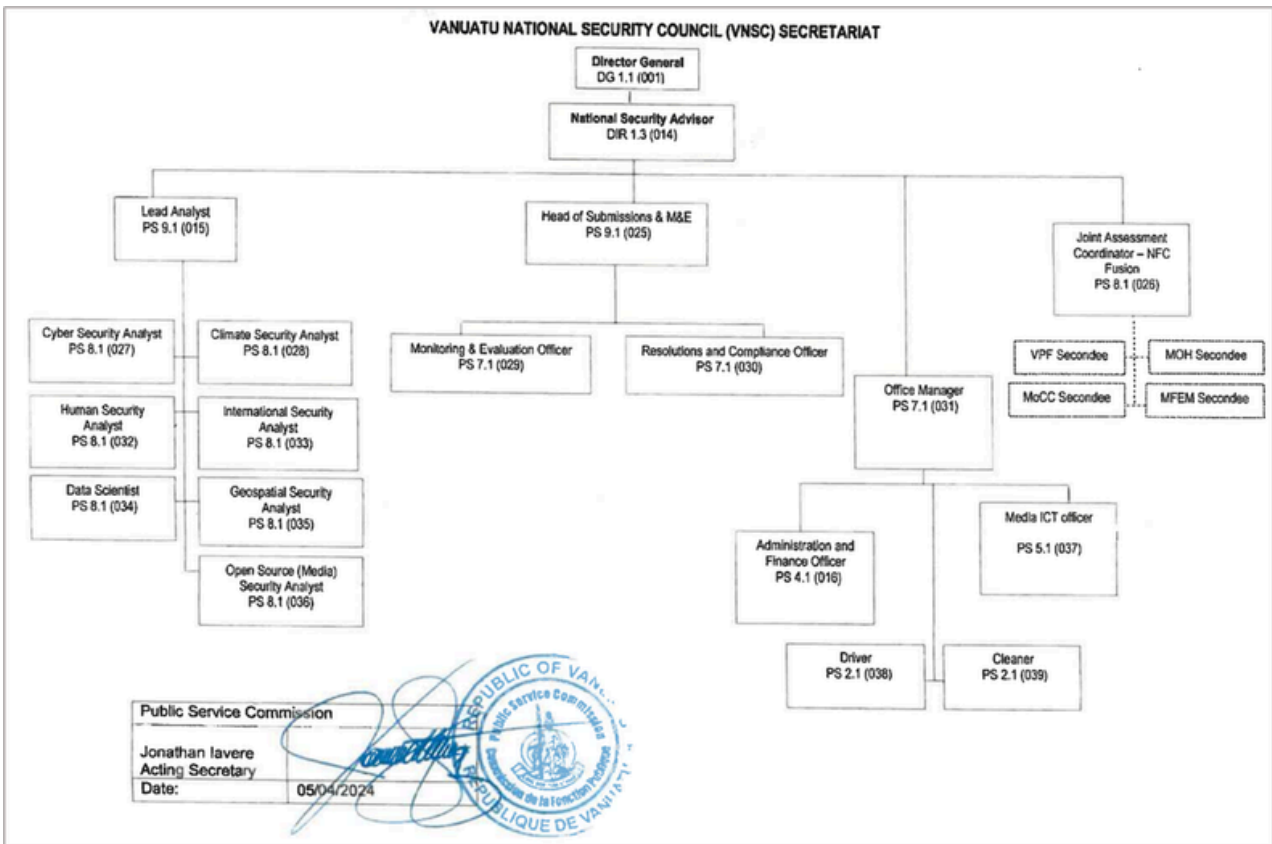 VANUATU NATIONAL SECURITY COUNCIL (VNSC) SECRETARIAT
Director General
DG 1.1 (001)
National Security Advisor
DIR 1.3 (014)
Lead Analyst
PS 9.1 (015)
Head of Submissions & M&E
PS 9.1 (025)
Joint Assessment
Coordinator – NFC
Fusion
PS 8.1 (026)
Cyber Security Analyst
PS 8.1 (027)
Climate Security Analyst
PS 8.1 (028)
Human Security
Analyst
PS 8.1 (032)
International Security
Analyst
PS 8.1 (033)
Data Scientist
PS 8.1 (034)
Geospatial Security
Analyst
PS 8.1 (035)
Open Source (Media)
Security Analyst
PS 8.1 (036)
Monitoring & Evaluation Officer
PS 7.1 (029)
Resolutions and Compliance Officer
PS 7.1 (030)
VPF Secondee
MOH Secondee
MoCC Secondee
MFEM Secondee
Office Manager
PS 7.1 (031)
Administration and
Finance Officer
PS 4.1 (016)
Media ICT officer
PS 5.1 (037)
Driver
PS 2.1 (038)
Cleaner
PS 2.1 (039)
Public Service Commission
Jonathan Iavere
Acting Secretary
Date:
05/04/2024
REPUBLIC OF
Public Service Commission
Commission de la Fonction Publique
REPUBLIQUE DE